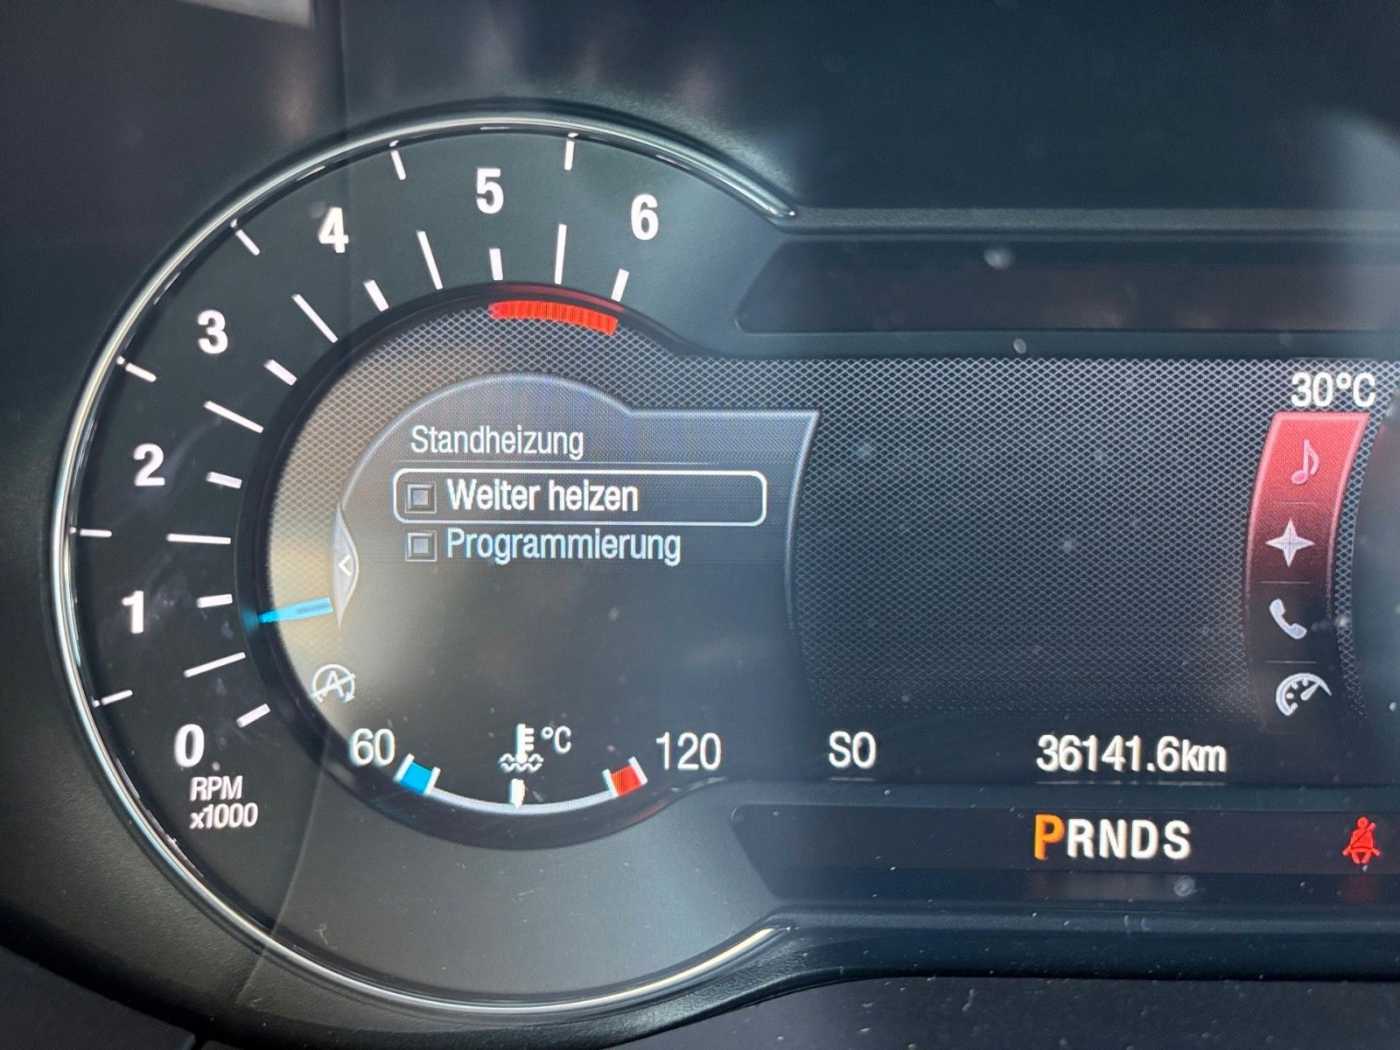 0
1
2
3
4
5
6
RPM
x1000
30°C
Standheizung
Weiter heizen
Programmierung
<
A
60
°C
120
SO
36141.6km
PRNDS